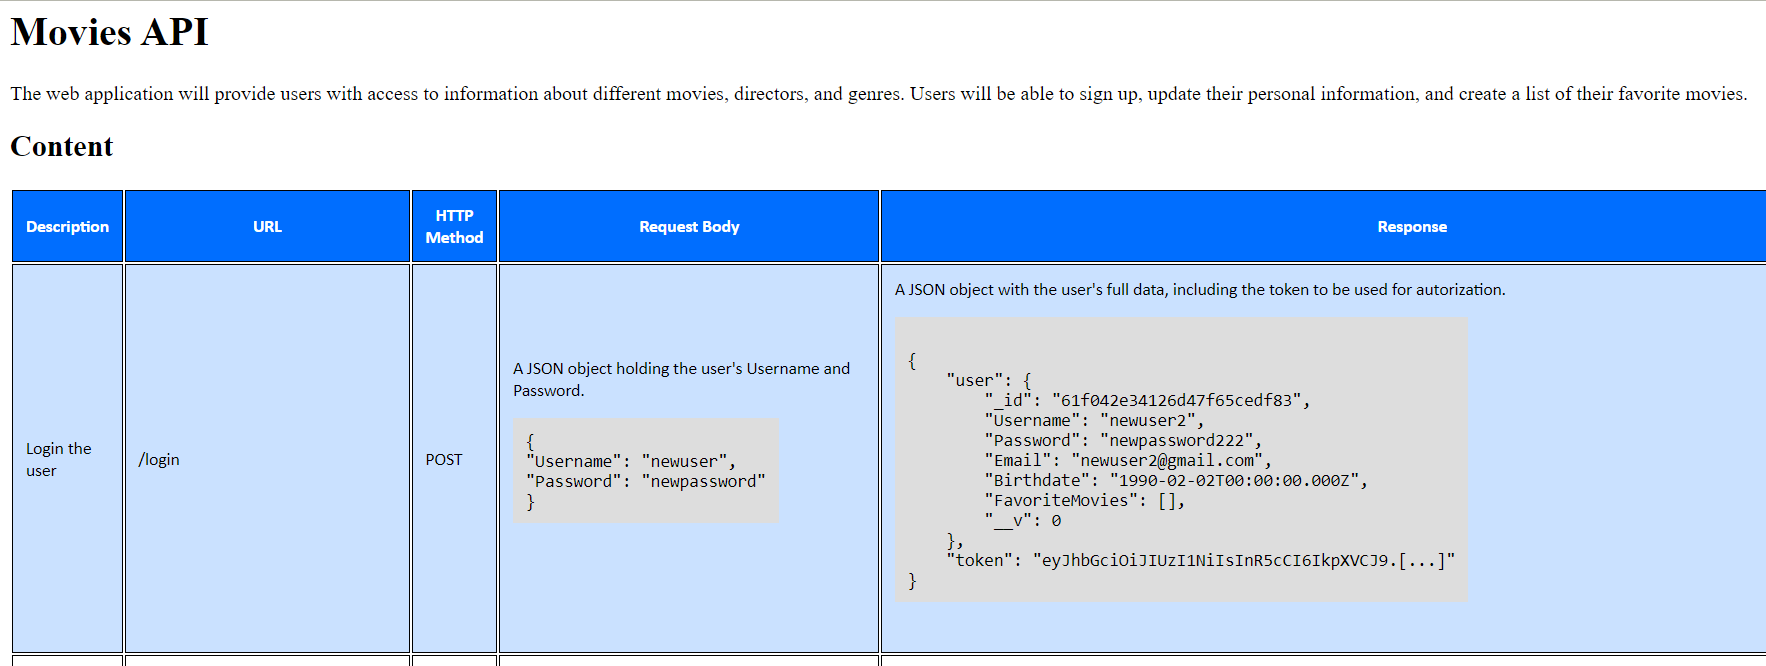 Movies API
The web application will provide users with access to information about different movies, directors, and genres. Users will be able to sign up, update their personal information, and create a list of their favorite movies.
Content
Description
URL
HTTP
Method
Request Body
Response
Login the
user
/login
POST
A JSON object holding the user's Username and
Password.
{
"Username": "newuser",
"Password": "newpassword"
}
A JSON object with the user's full data, including the token to be used for autorization.
{
"user": {
"_id": "61f042e34126d47f65cedf83",
"Username": "newuser2",
"Password": "newpassword222",
"Email": "newuser2@gmail.com",
"Birthdate": "1990-02-02T00:00:00.000Z",
"FavoriteMovies": [],
"__v": 0
},
"token": "eyJhbGciOiJIUzI1NiIsInR5cCI6IkpXVCJ9.[...]"
}